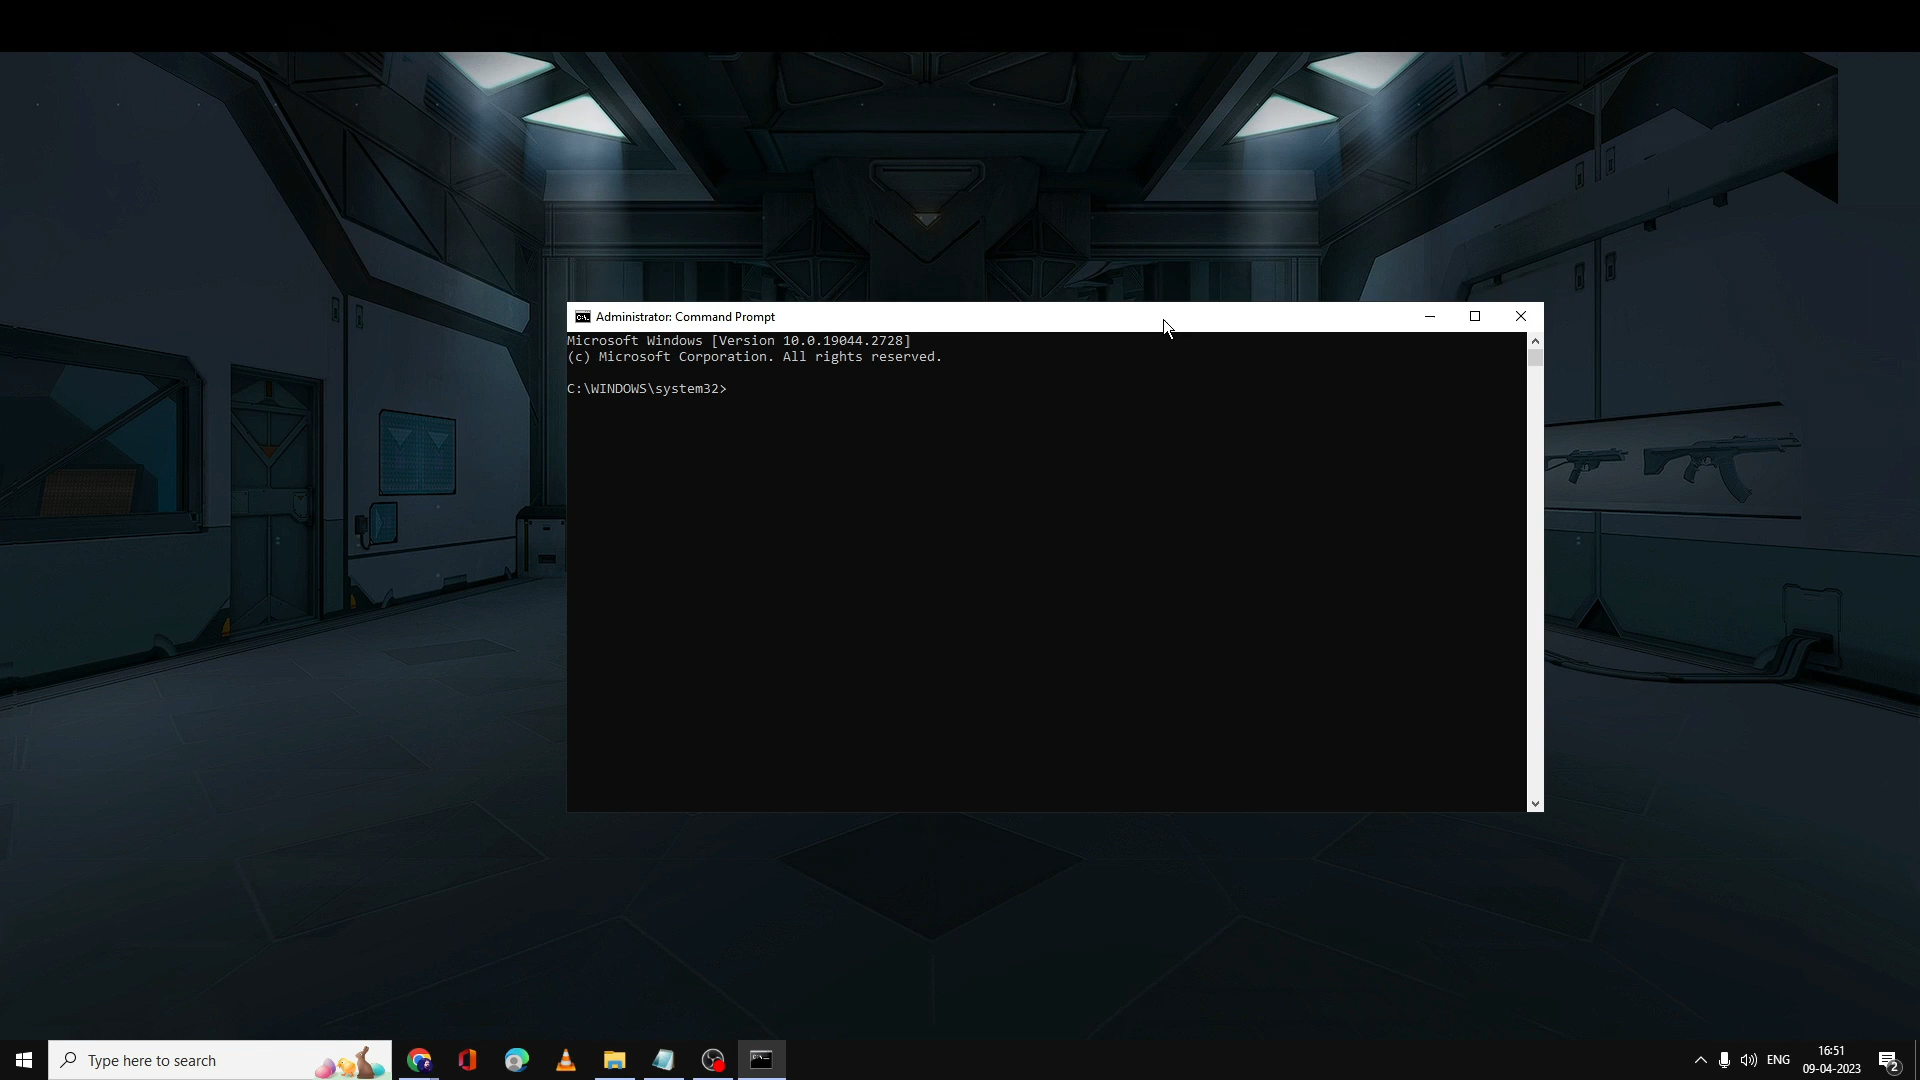 Administrator: Command Prompt
Microsoft Windows [Version 10.0.19044.2728]
(c) Microsoft Corporation. All rights reserved.
C:\WINDOWS\system32>
Type here to search
ENG
16:51
09-04-2023
2